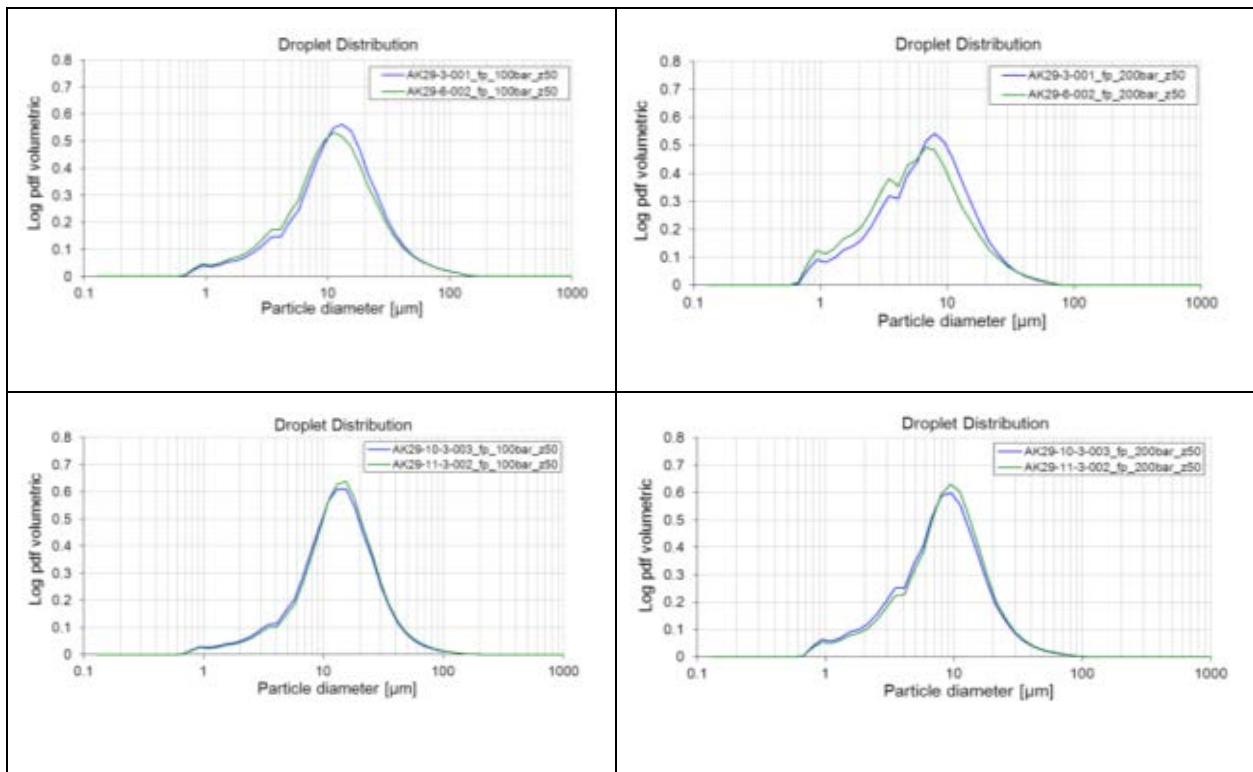 Droplet Distribution
AK29-3-001_fp_100bar_z50
AK29-6-002_fp_100bar_z50
Log pdf volumetric
0.8
0.7
0.6
0.5
0.4
0.3
0.2
0.1
0
0.1 1 10 100 1000
Particle diameter [µm]
Droplet Distribution
AK29-3-001_fp_200bar_z50
AK29-6-002_fp_200bar_z50
Log pdf volumetric
0.8
0.7
0.6
0.5
0.4
0.3
0.2
0.1
0
0.1 1 10 100 1000
Particle diameter [µm]
Droplet Distribution
AK29-10-3-003_fp_100bar_z50
AK29-11-3-002_fp_100bar_z50
Log pdf volumetric
0.8
0.7
0.6
0.5
0.4
0.3
0.2
0.1
0
0.1 1 10 100 1000
Particle diameter [µm]
Droplet Distribution
AK29-10-3-003_fp_200bar_z50
AK29-11-3-002_fp_200bar_z50
Log pdf volumetric
0.8
0.7
0.6
0.5
0.4
0.3
0.2
0.1
0
0.1 1 10 100 1000
Particle diameter [µm]